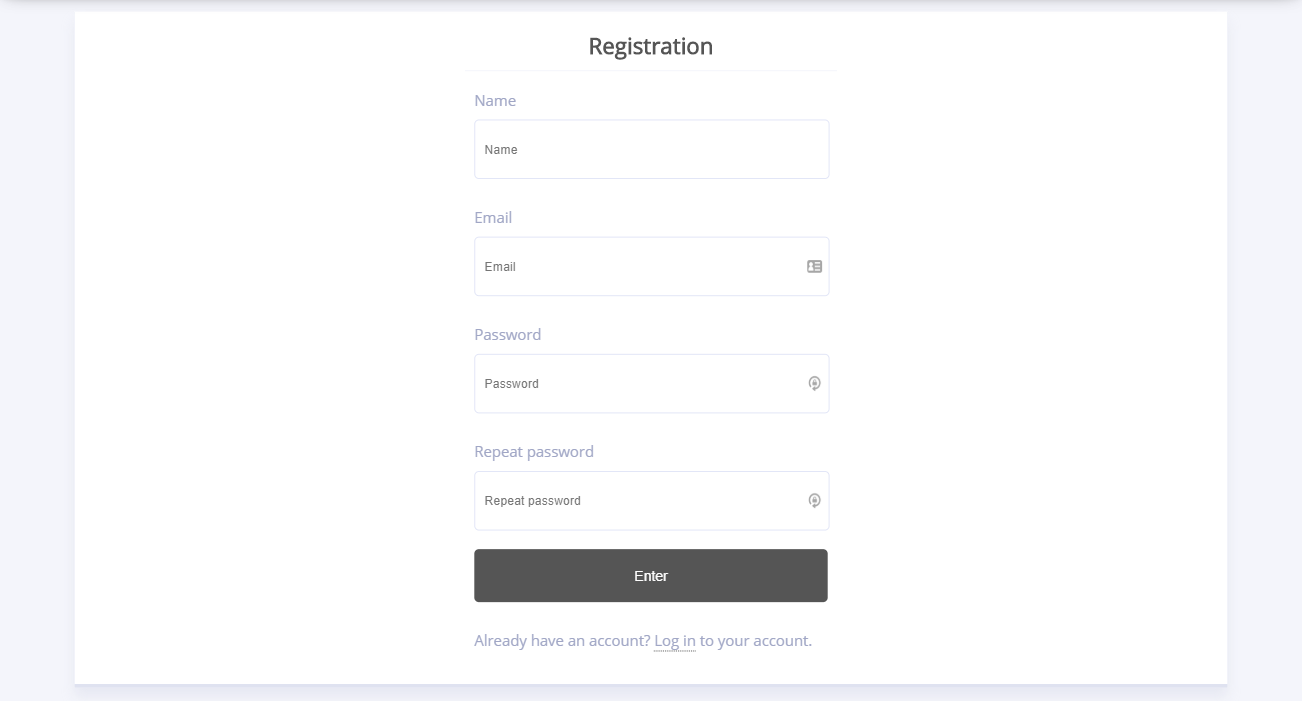 Registration
Name
Name
Email
Email
Password
Password
Repeat password
Repeat password
Enter
Already have an account? Log in to your account.